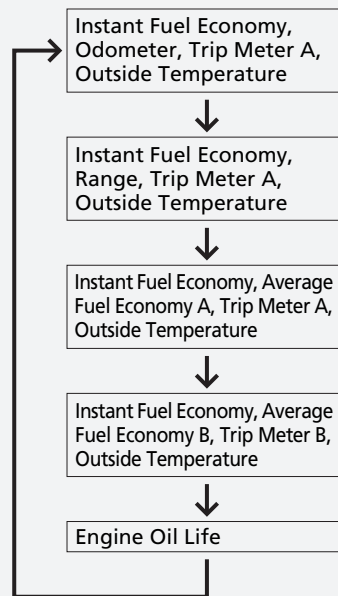 Instant Fuel Economy,
Odometer, Trip Meter A,
Outside Temperature
Instant Fuel Economy,
Range, Trip Meter A,
Outside Temperature
Instant Fuel Economy, Average
Fuel Economy A, Trip Meter A,
Outside Temperature
Instant Fuel Economy, Average
Fuel Economy B, Trip Meter B,
Outside Temperature
Engine Oil Life